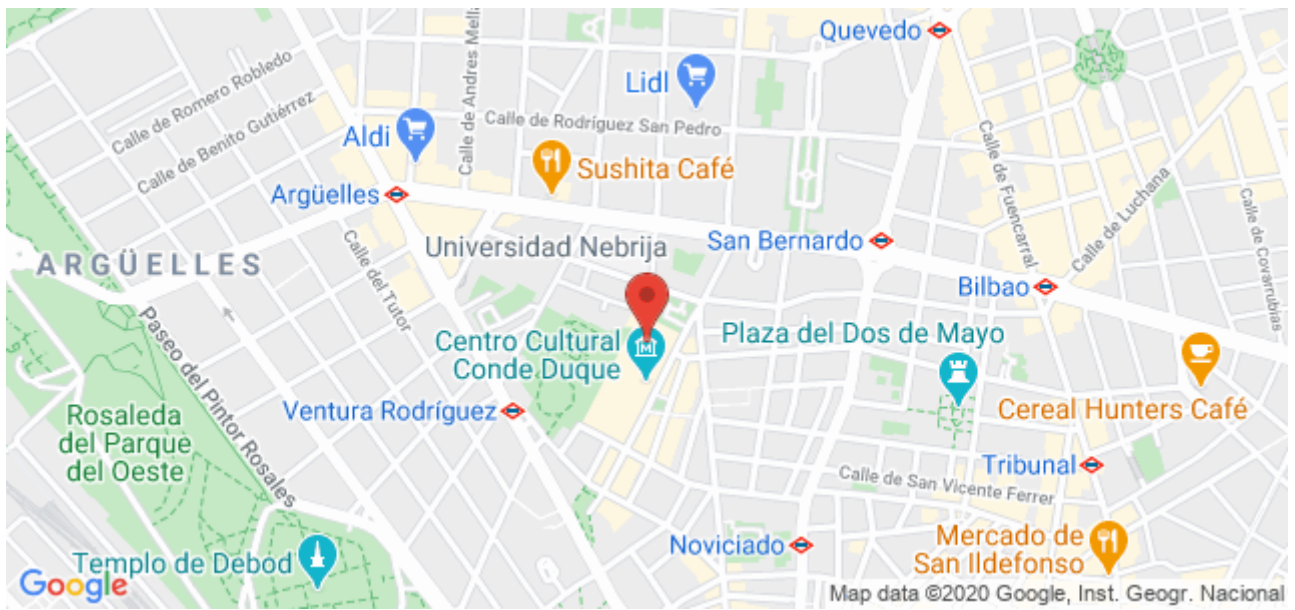 Quevedo
Calle de Romero Robledo
Calle de Andres Mella
Lidl
Calle de Benito Gutiérrez
Aldi
Calle de Rodríguez San Pedro
Calle de Fuencarral
Calle de Luchana
Calle de Covarrubias
Sushita Café
Argüelles
Universidad Nebrija
San Bernardo
ARGÜELLES
Calle del Tutor
Bilbao
Paseo del Pintor Rosales
Centro Cultural
Conde Duque
Plaza del Dos de Mayo
Ventura Rodríguez
Cereal Hunters Café
Rosaleda
del Parque
del Oeste
Tribunal
Calle de San Vicente Ferrer
Noviciado
Mercado de
San Ildefonso
Templo de Debod
Google
Map data ©2020 Google, Inst. Geogr. Nacional